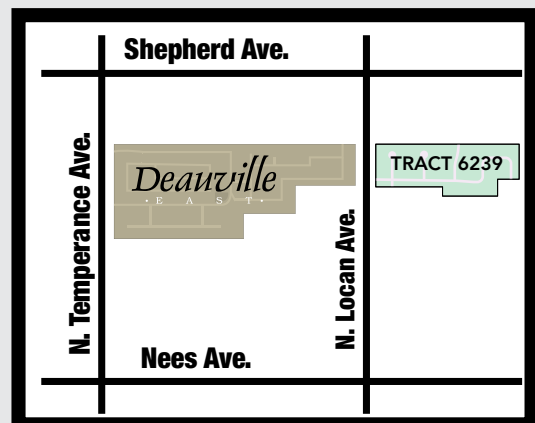 Shepherd Ave.
N. Temperance Ave.
Deauville
· E A S T ·
TRACT 6239
N. Locan Ave.
Nees Ave.